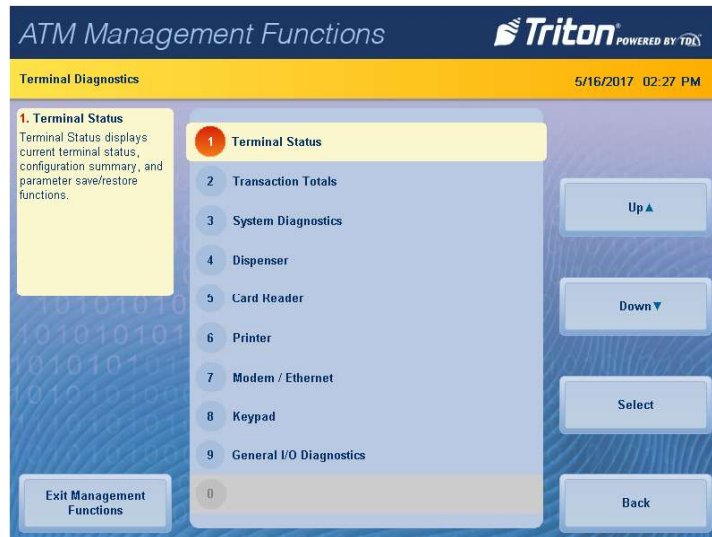 ATM Management Functions
Triton POWERED BY TDL
Terminal Diagnostics
5/16/2017 02:27 PM
1. Terminal Status
Terminal Status displays
current terminal status,
configuration summary, and
parameter save/restore
functions.
1 Terminal Status
2 Transaction Totals
3 System Diagnostics
4 Dispenser
5 Card Reader
6 Printer
7 Modem / Ethernet
8 Keypad
9 General I/O Diagnostics
0
Up▲
Down▼
Select
Back
Exit Management
Functions